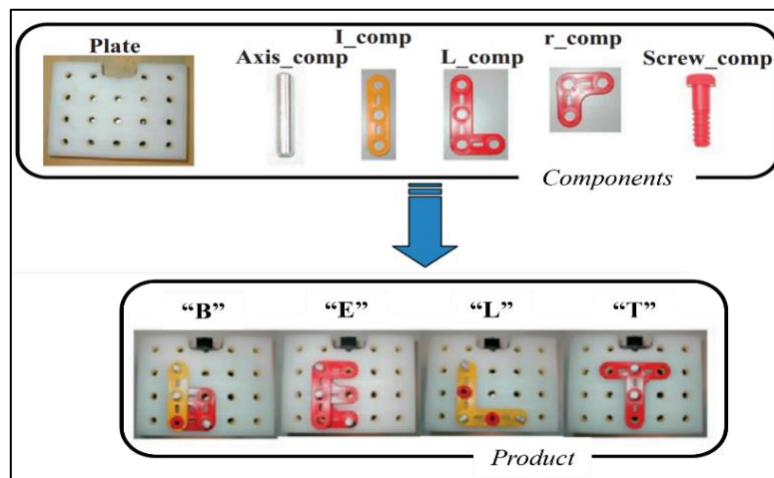 Plate
Axis_comp
I_comp
L_comp
r_comp
Screw_comp
Components
“B”
“E”
“L”
“T”
Product